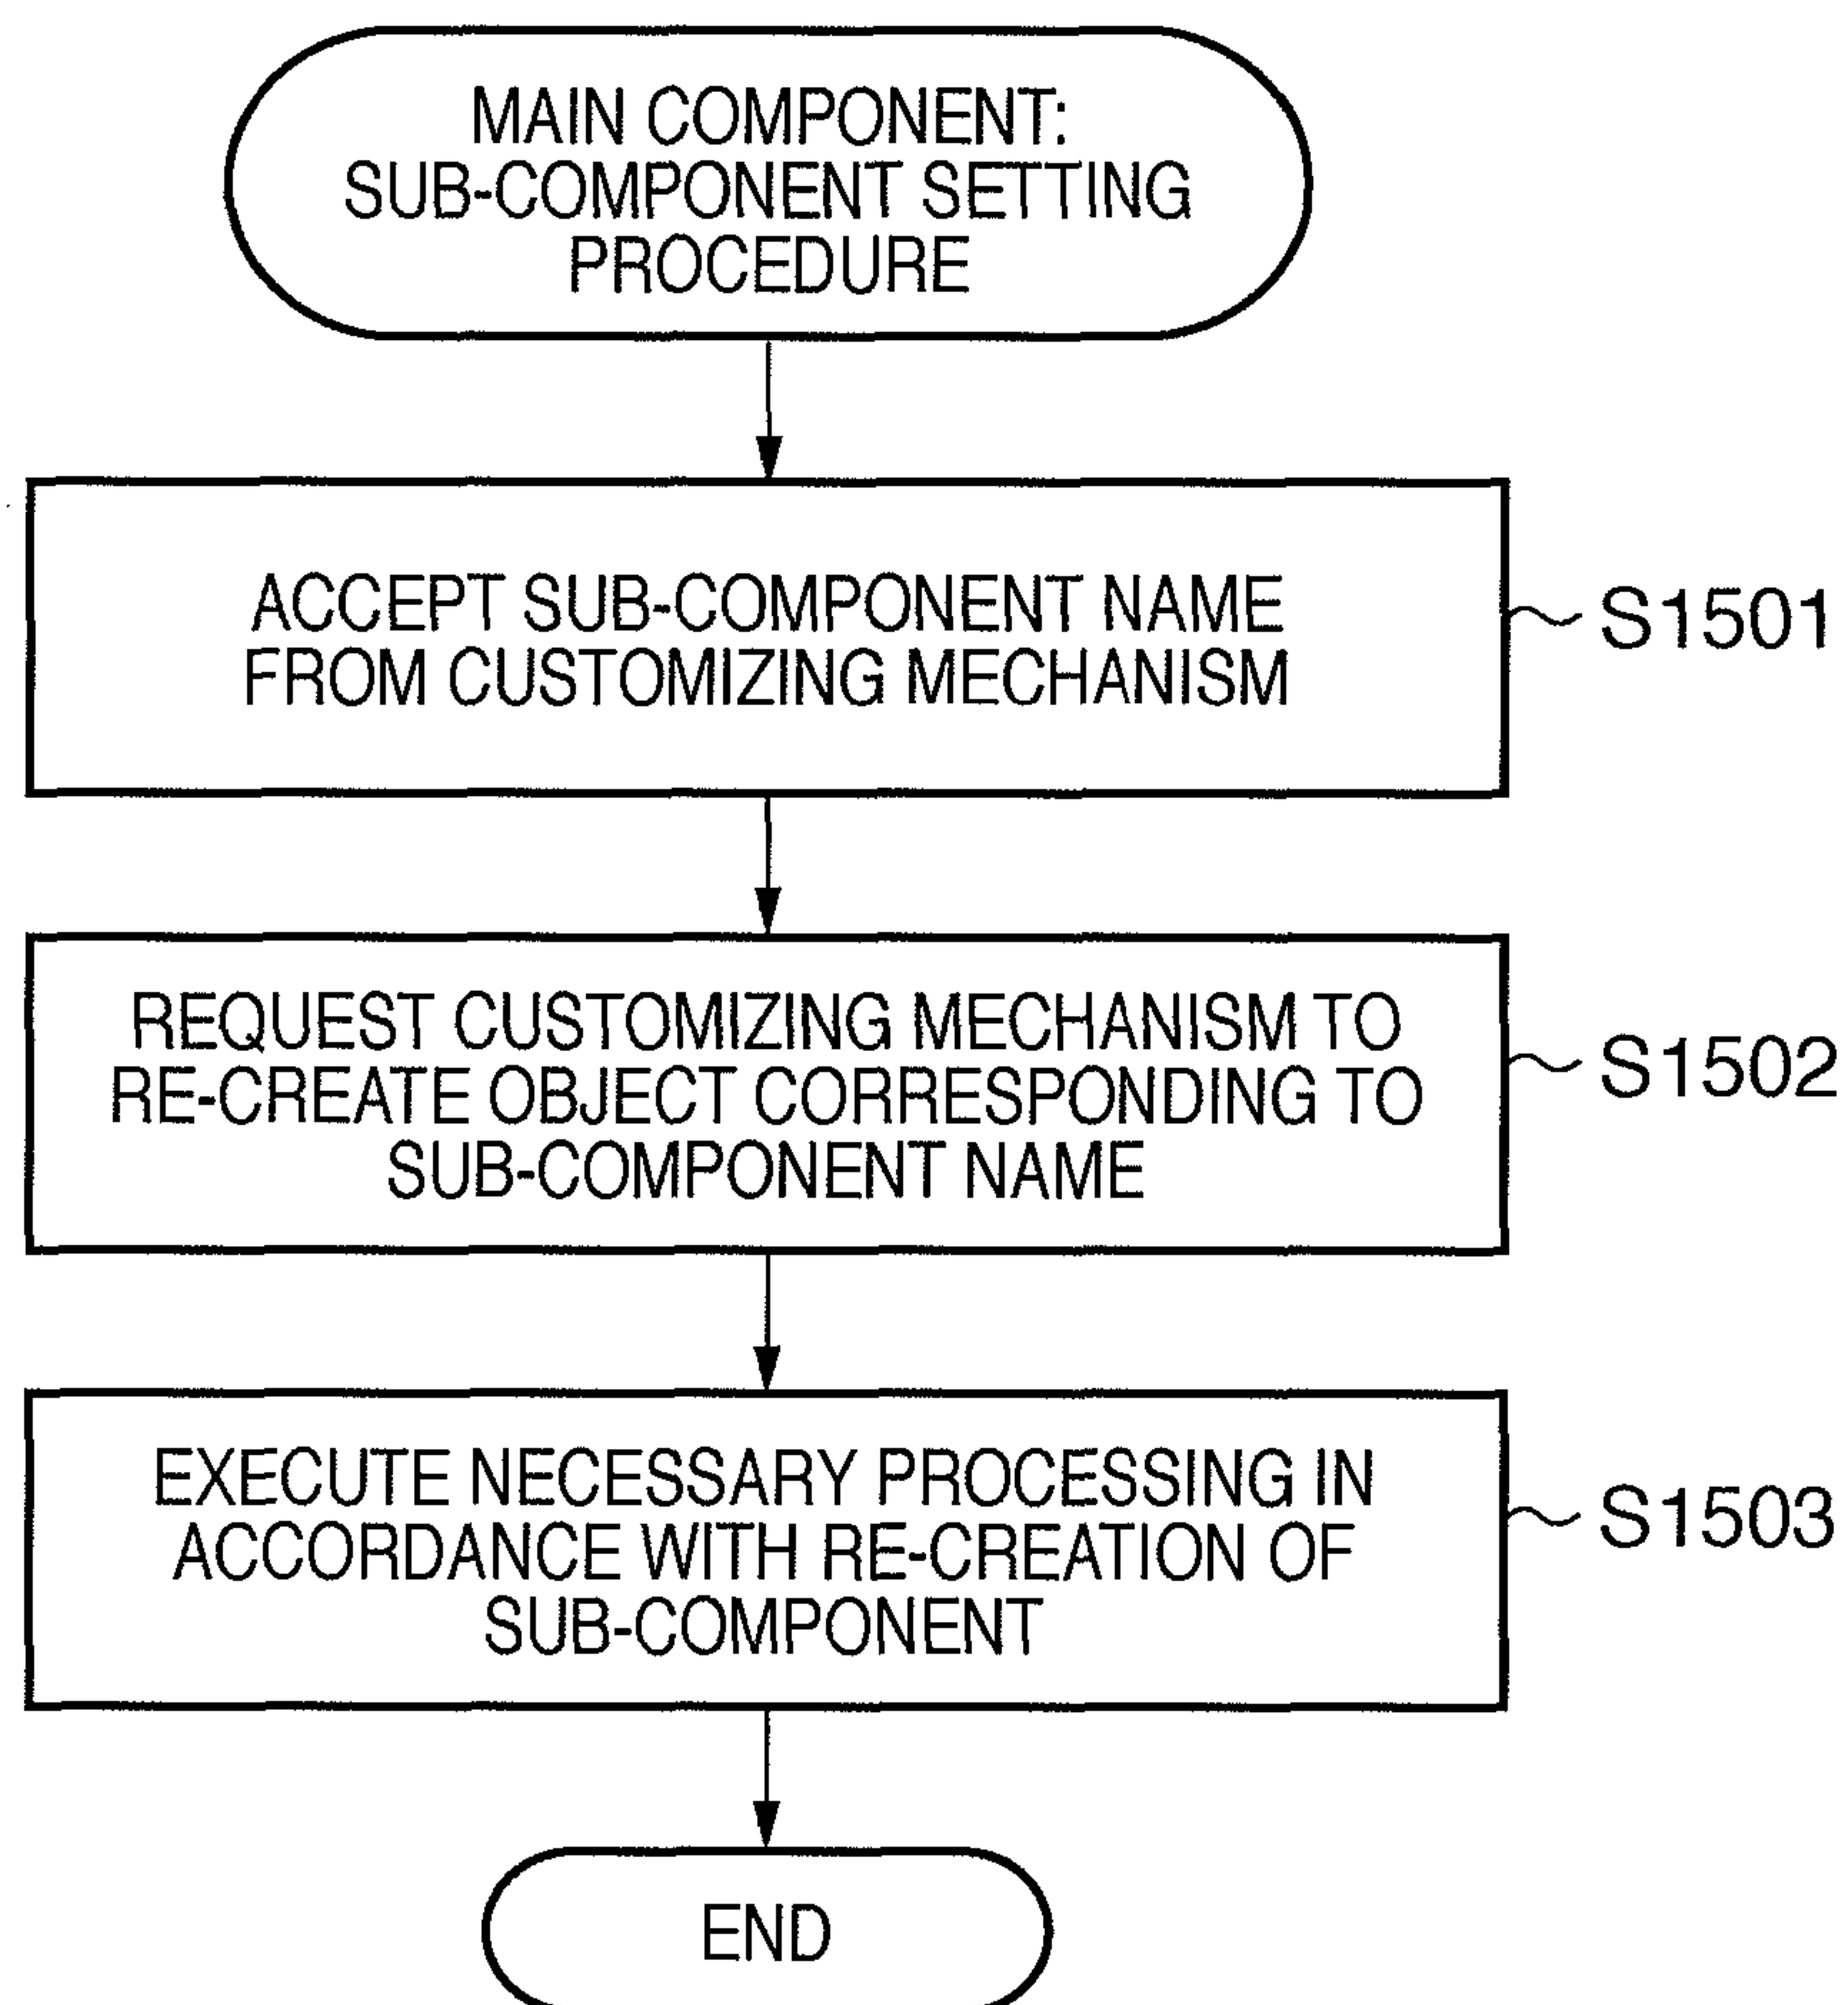 MAIN COMPONENT:
SUB-COMPONENT SETTING
PROCEDURE
ACCEPT SUB-COMPONENT NAME
FROM CUSTOMIZING MECHANISM
S1501
REQUEST CUSTOMIZING MECHANISM TO
RE-CREATE OBJECT CORRESPONDING TO
SUB-COMPONENT NAME
S1502
EXECUTE NECESSARY PROCESSING IN
ACCORDANCE WITH RE-CREATION OF
SUB-COMPONENT
S1503
END